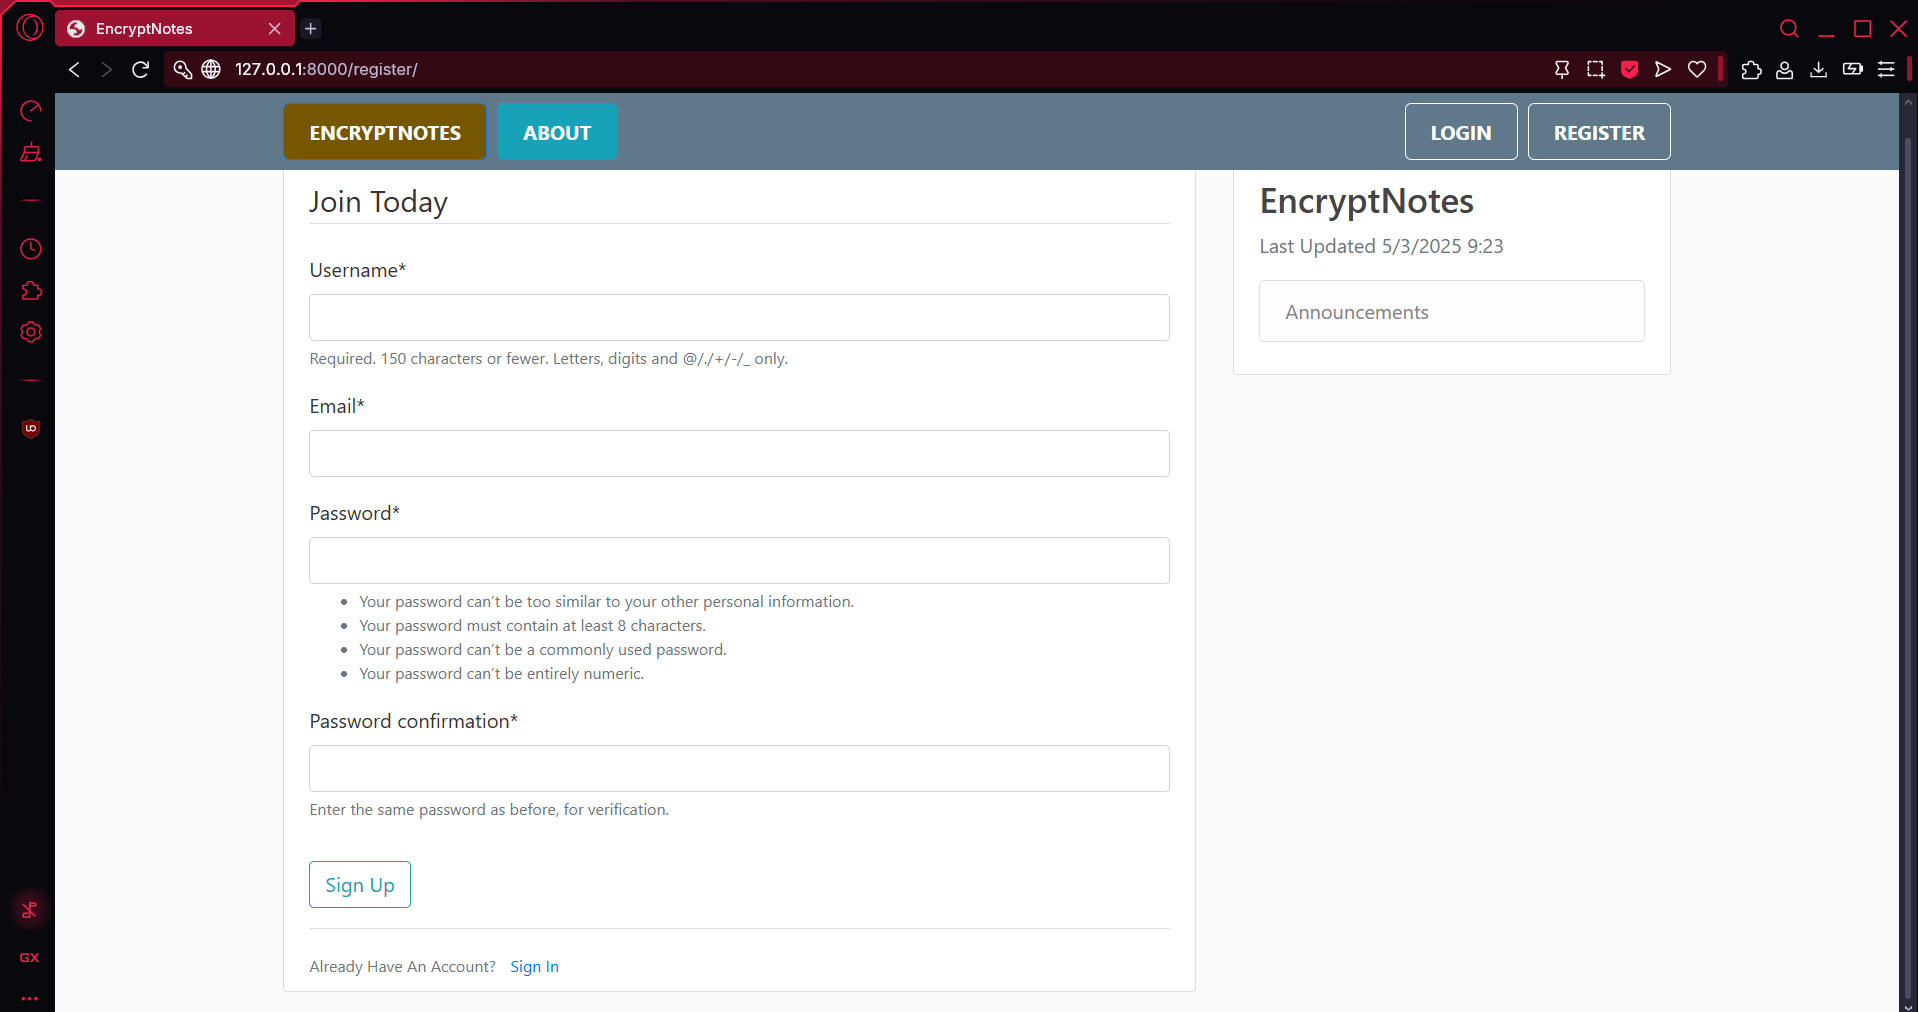 EncryptNotes
127.0.0.1:8000/register/
ENCRYPTNOTES ABOUT LOGIN REGISTER
Join Today
Username*
Required. 150 characters or fewer. Letters, digits and @/./+/-/_ only.
Email*
Password*
Your password can't be too similar to your other personal information.
Your password must contain at least 8 characters.
Your password can't be a commonly used password.
Your password can't be entirely numeric.
Password confirmation*
Enter the same password as before, for verification.
Sign Up
Already Have An Account? Sign In
EncryptNotes
Last Updated 5/3/2025 9:23
Announcements
GX